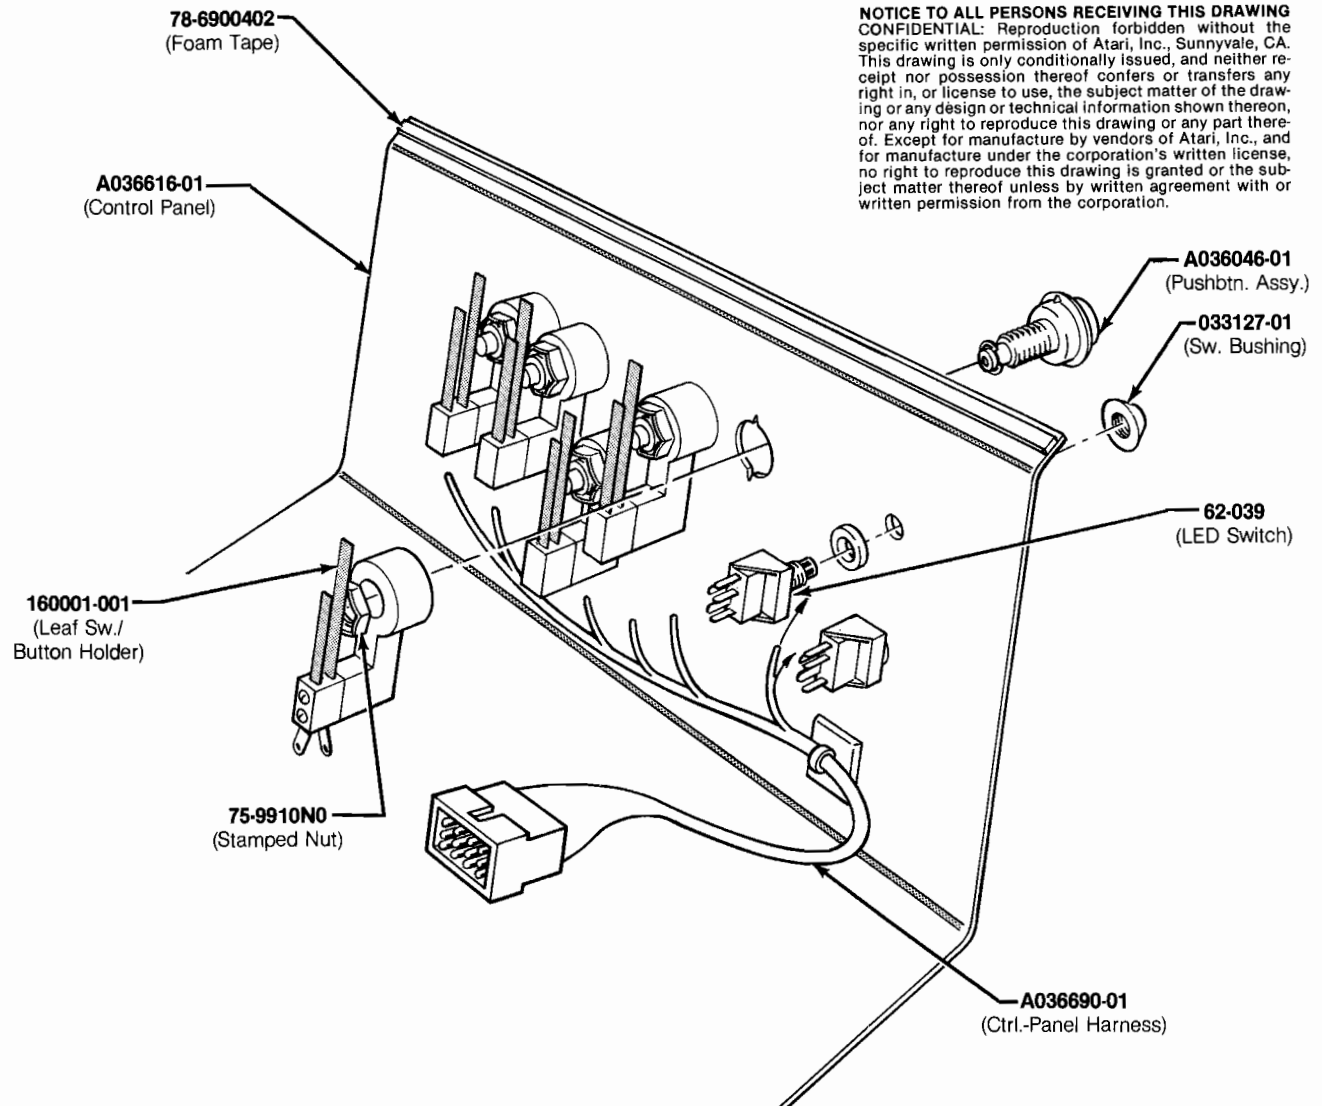 78-6900402
(Foam Tape)
NOTICE TO ALL PERSONS RECEIVING THIS DRAWING
CONFIDENTIAL: Reproduction forbidden without the
specific written permission of Atari, Inc., Sunnyvale, CA.
This drawing is only conditionally issued, and neither re-
ceipt nor possession thereof confers or transfers any
right in, or license to use, the subject matter of the draw-
ing or any design or technical information shown thereon,
nor any right to reproduce this drawing or any part there-
of. Except for manufacture by vendors of Atari, Inc., and
for manufacture under the corporation's written license,
no right to reproduce this drawing is granted or the sub-
ject matter thereof unless by written agreement with or
written permission from the corporation.
A036616-01
(Control Panel)
A036046-01
(Pushbtn. Assy.)
033127-01
(Sw. Bushing)
62-039
(LED Switch)
160001-001
(Leaf Sw./
Button Holder)
75-9910N0
(Stamped Nut)
A036690-01
(Ctrl.-Panel Harness)